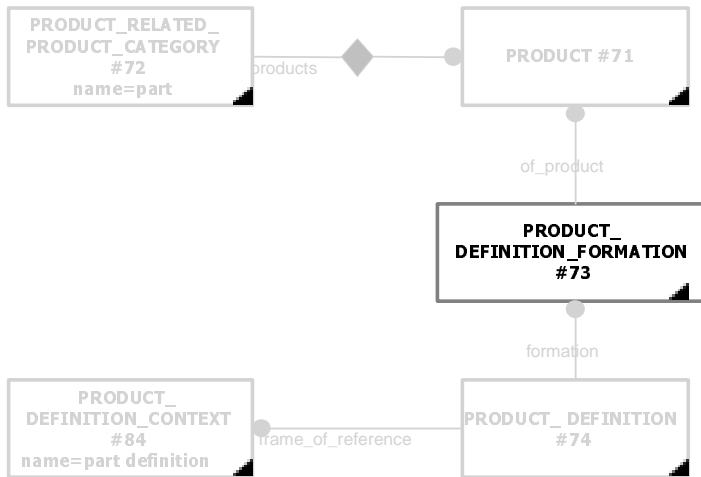 PRODUCT_RELATED_
PRODUCT_CATEGORY
#72
name=part
products
PRODUCT #71
of_product
PRODUCT_
DEFINITION_FORMATION
#73
formation
PRODUCT_
DEFINITION_CONTEXT
#84
name=part definition
frame_of_reference
PRODUCT_ DEFINITION
#74